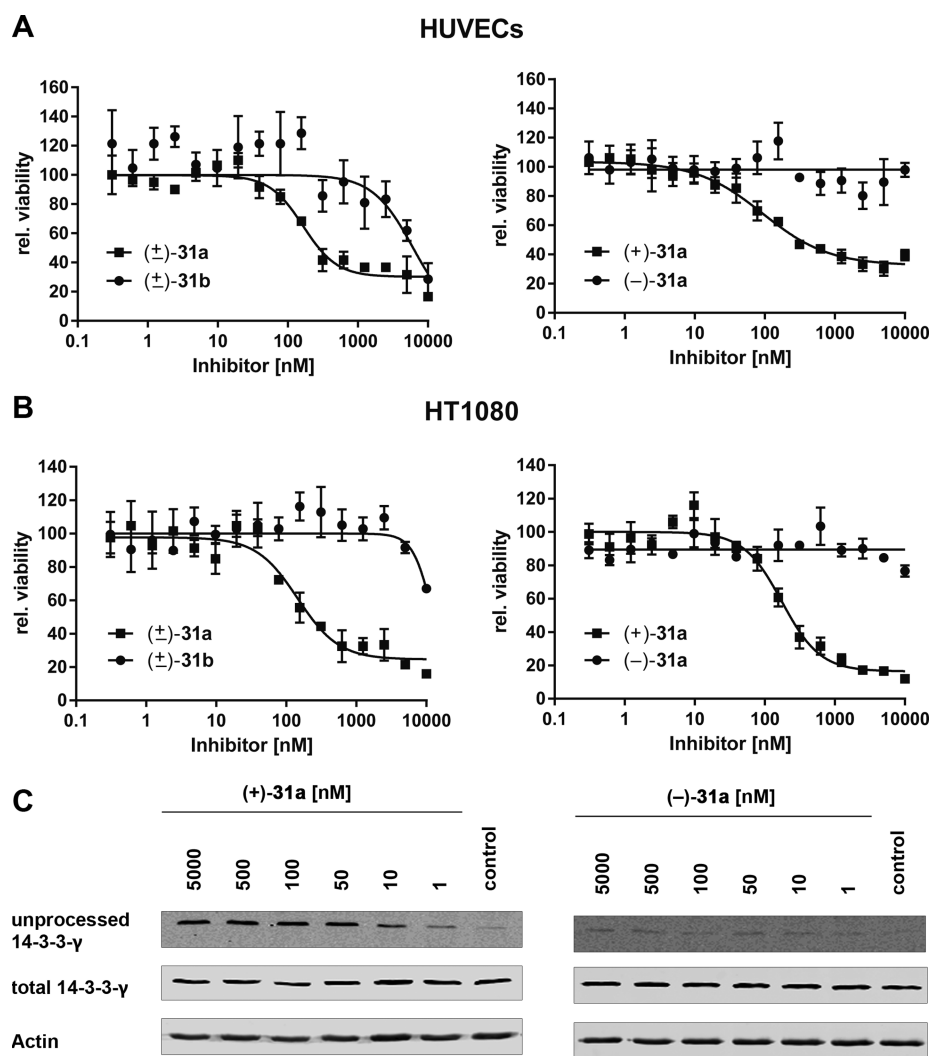 A
HUVECs
160
140
120
100
80
60
40
20
0
rel. viability
(±)-31a
(±)-31b
0.1 1 10 100 1000 10000
Inhibitor [nM]
160
140
120
100
80
60
40
20
0
rel. viability
(+)-31a
(–)-31a
0.1 1 10 100 1000 10000
Inhibitor [nM]
B
HT1080
140
120
100
80
60
40
20
0
rel. viability
(±)-31a
(±)-31b
0.1 1 10 100 1000 10000
Inhibitor [nM]
140
120
100
80
60
40
20
0
rel. viability
(+)-31a
(–)-31a
0.1 1 10 100 1000 10000
Inhibitor [nM]
C
(+)-31a [nM]
5000 500 100 50 10 1 control
(–)-31a [nM]
5000 500 100 50 10 1 control
unprocessed
14-3-3-γ
total 14-3-3-γ
Actin